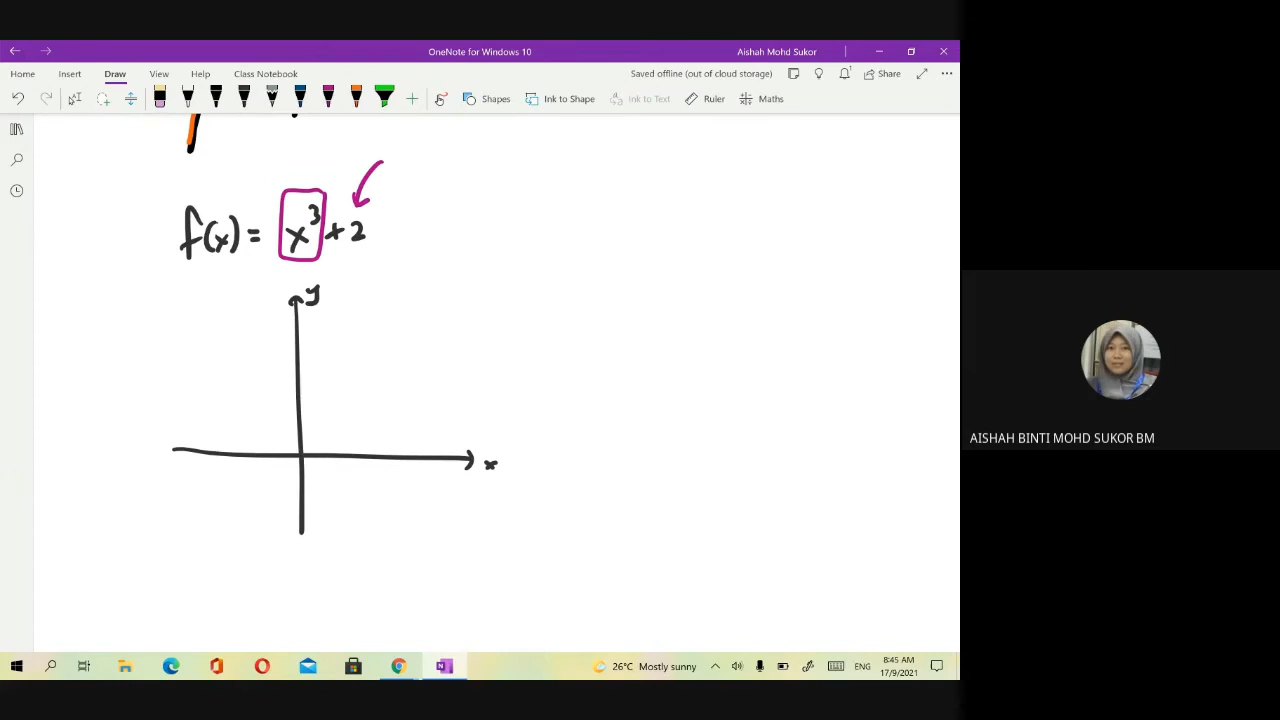 OneNote for Windows 10
Aishah Mohd Sukor
Home Insert Draw View Help Class Notebook
Saved offline (out of cloud storage)
Share
Shapes Ink to Shape Ink to Text Ruler Maths
f(x) = x³ + 2
y
x
AISHAH BINTI MOHD SUKOR BM
26°C Mostly sunny
ENG
8:45 AM
17/9/2021